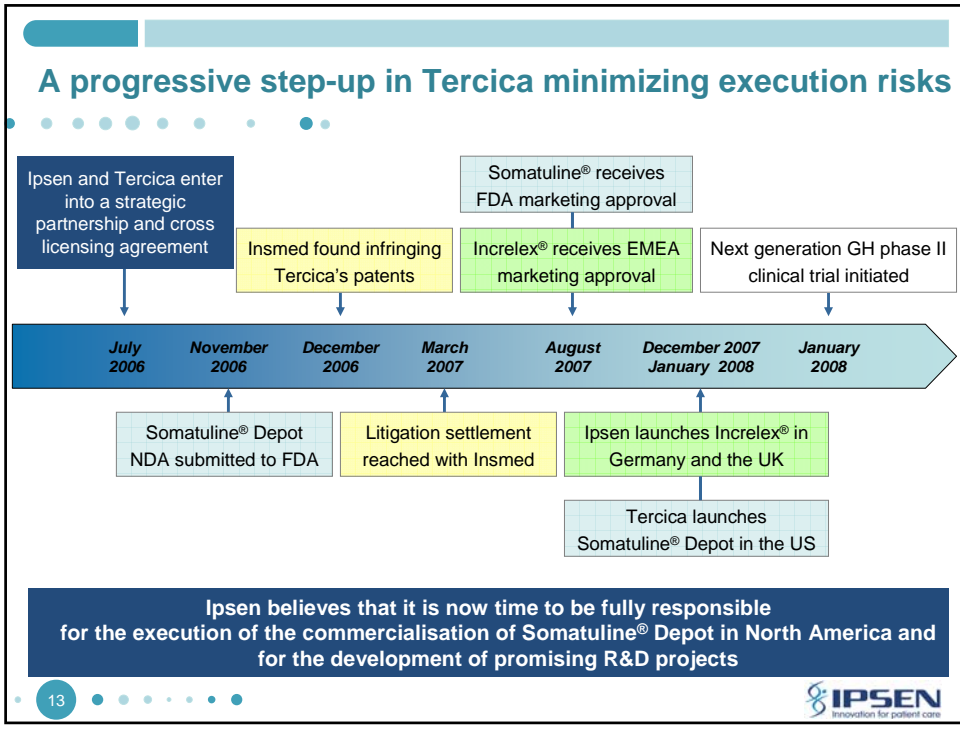 A progressive step-up in Tercica minimizing execution risks
Ipsen and Tercica enter
into a strategic
partnership and cross
licensing agreement
Insmed found infringing
Tercica's patents
Somatuline® receives
FDA marketing approval
Increlex® receives EMEA
marketing approval
Next generation GH phase II
clinical trial initiated
July
2006
November
2006
December
2006
March
2007
August
2007
December 2007
January 2008
January
2008
Somatuline® Depot
NDA submitted to FDA
Litigation settlement
reached with Insmed
Ipsen launches Increlex® in
Germany and the UK
Tercica launches
Somatuline® Depot in the US
Ipsen believes that it is now time to be fully responsible
for the execution of the commercialisation of Somatuline® Depot in North America and
for the development of promising R&D projects
13
IPSEN
Innovation for patient care